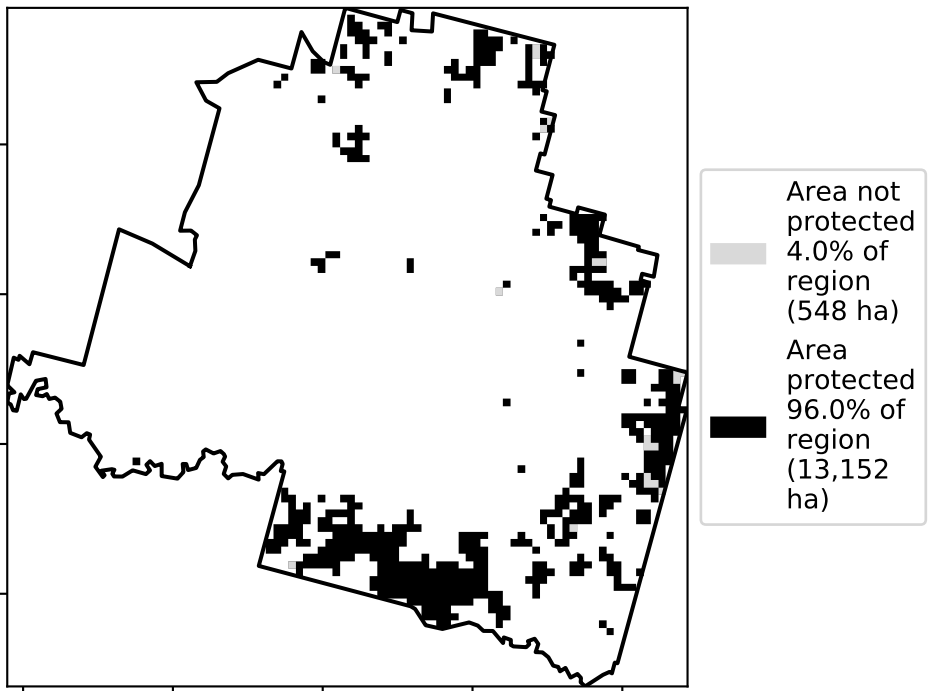 Area not
protected
4.0% of
region
(548 ha)
Area
protected
96.0% of
region
(13,152
ha)